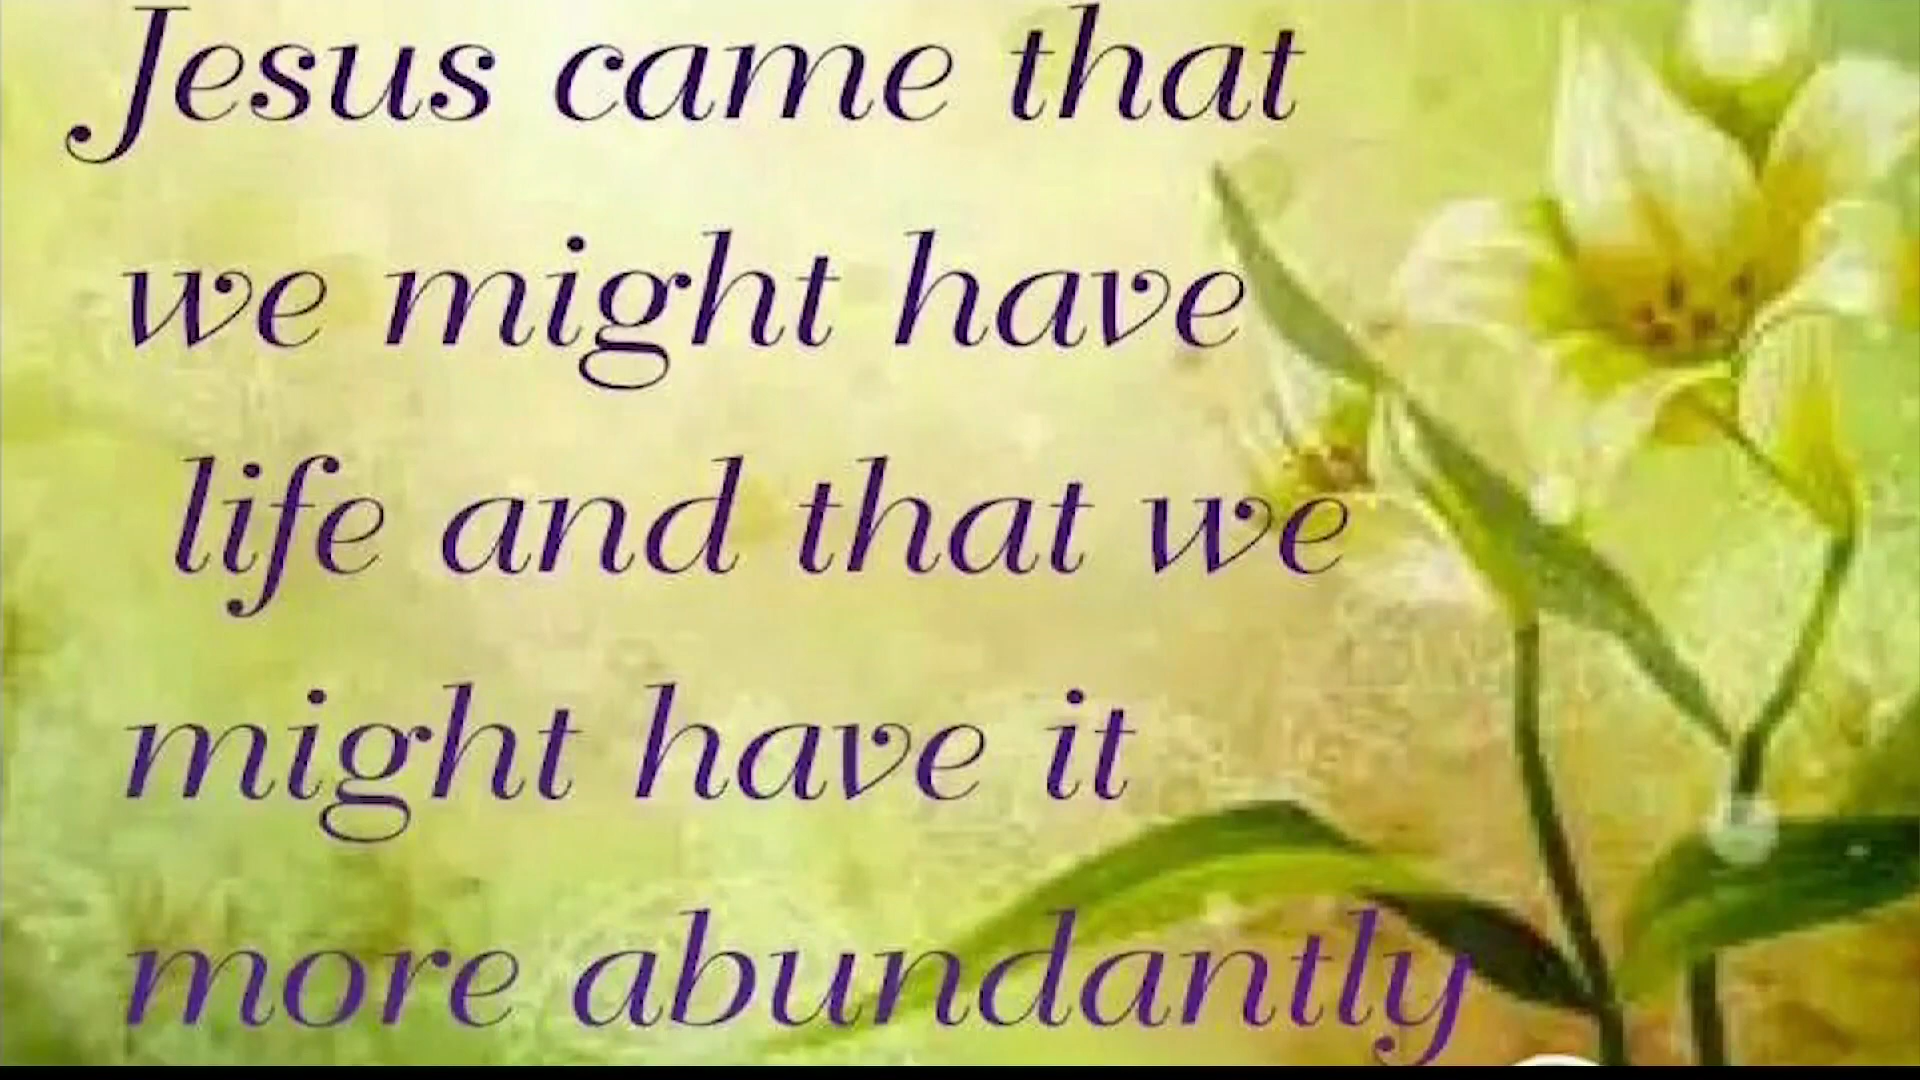 Jesus came that
we might have
life and that we
might have it
more abundantly